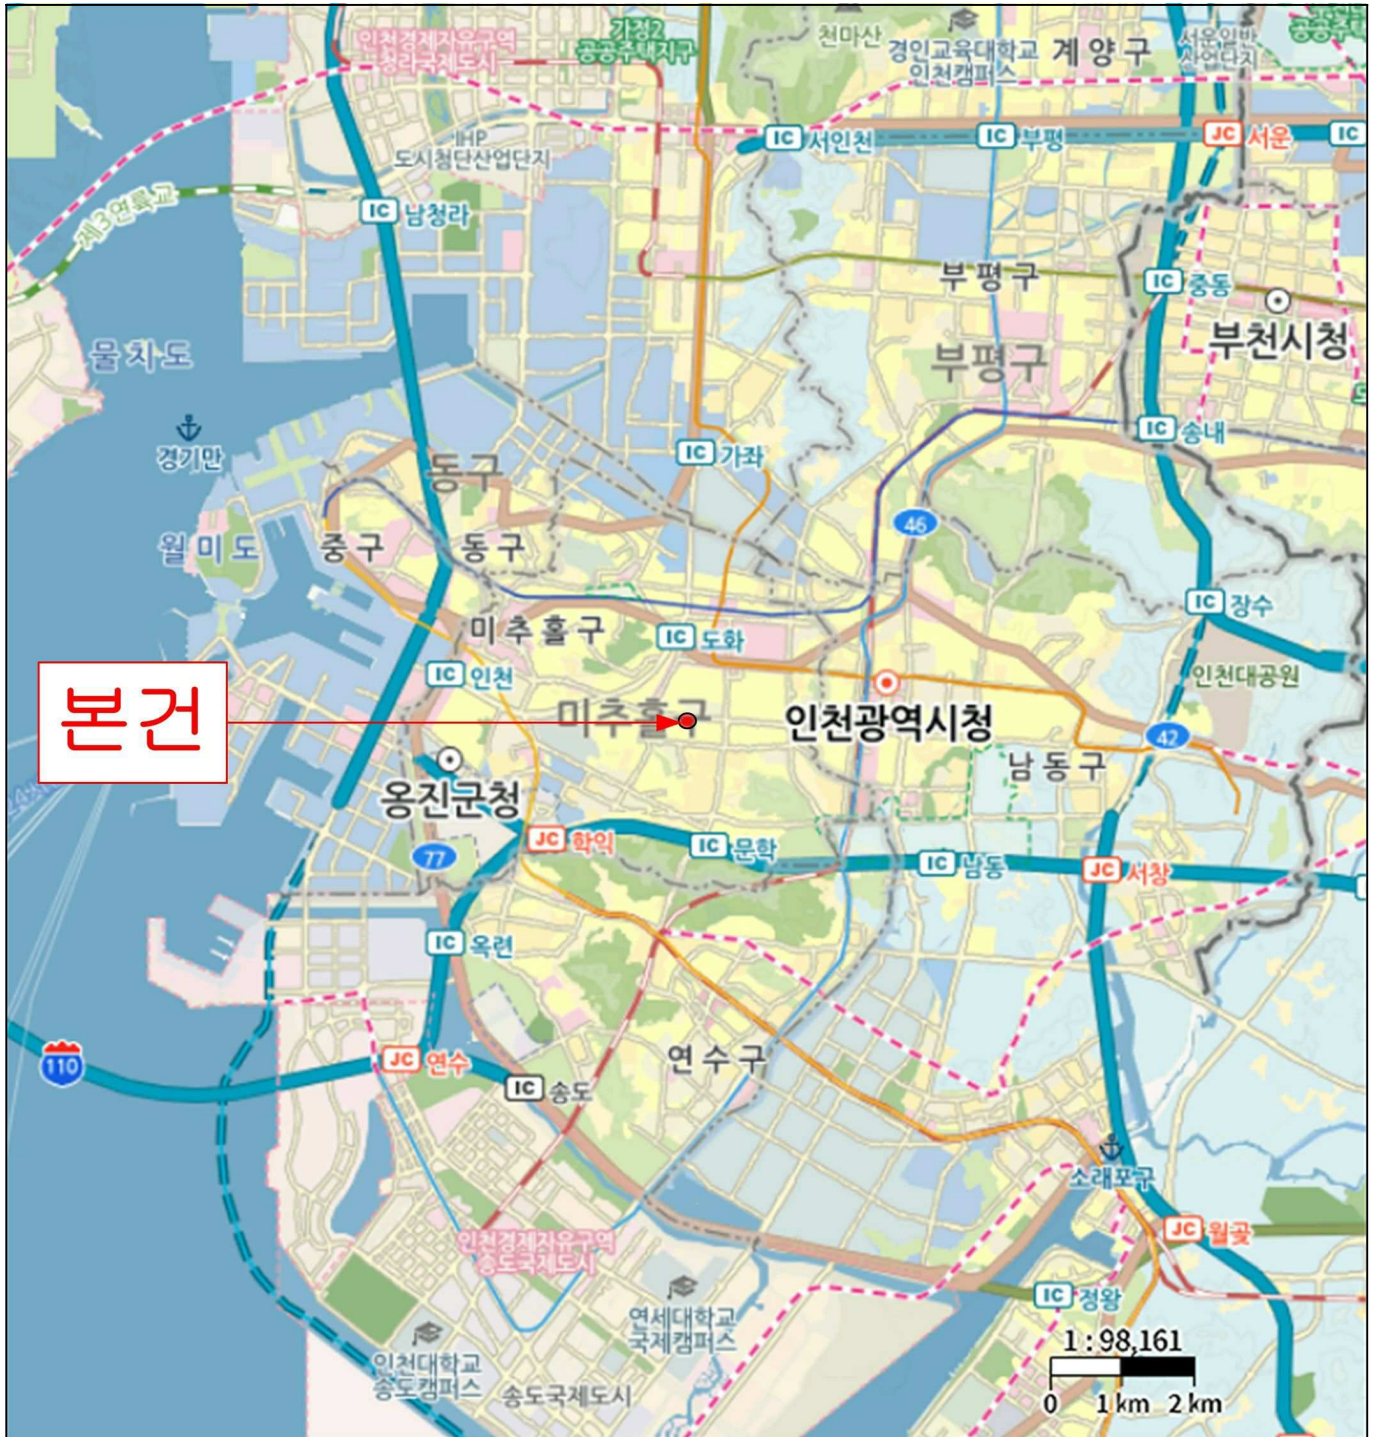 가정2
공공주택지구
천마산
경인교육대학교
인천캠퍼스
계양구
서운일반
산업단지
인천경제자유구역
청라국제도시
IHP
도시첨단산업단지
IC 서인천
IC 부평
JC 서운
IC
제3연륙교
IC 남청라
부평구
IC 중동
부천시청
물치도
부평구
경기만
IC 가좌
IC 송내
동구
46
월미도
중구
동구
IC 장수
미추홀구
IC 도화
IC 인천
인천대공원
본건
미추홀구
인천광역시청
42
남동구
옹진군청
77
JC 학익
IC 문학
IC 남동
JC 서창
IC 옥련
110
JC 연수
IC 송도
연수구
소래포구
JC 월곶
인천경제자유구역
송도국제도시
연세대학교
국제캠퍼스
IC 정왕
인천대학교
송도캠퍼스
송도국제도시
1 : 98,161
0 1 km 2 km